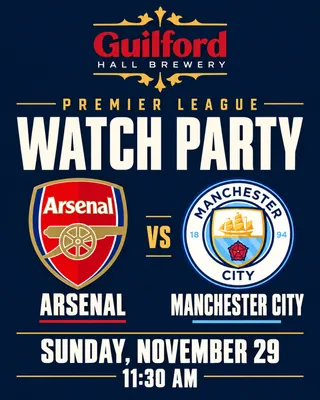 Guilford
HALL BREWERY
PREMIER LEAGUE
WATCH PARTY
Arsenal
VS
MANCHESTER
18 94
CITY
ARSENAL
MANCHESTER CITY
SUNDAY, NOVEMBER 29
11:30 AM